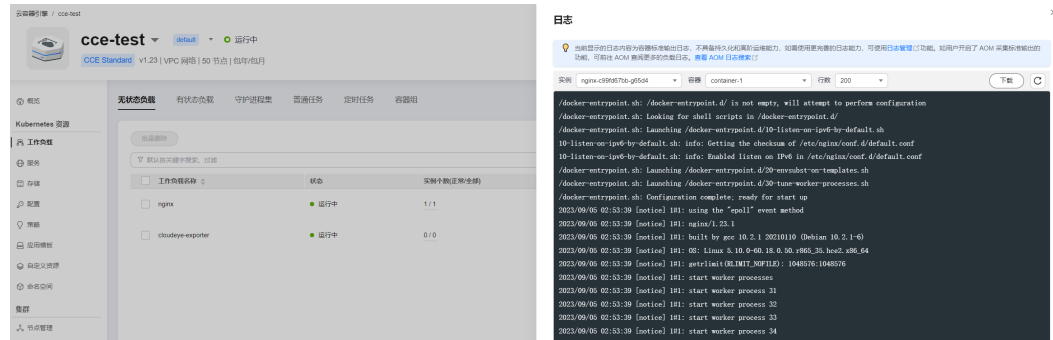 云容器引擎 / cce-test
cce-test default 运行中
CCE Standard v1.23 | VPC 网络 | 50 节点 | 包年/包月
概览
Kubernetes 资源
工作负载
服务
存储
配置
策略
应用模板
自定义资源
命名空间
集群
节点管理
无状态负载 有状态负载 守护进程集 普通任务 定时任务 容器组
批量删除
默认按关键字搜索、过滤
工作负载名称 状态 实例个数(正常/全部)
nginx 运行中 1 / 1
cloudeye-exporter 运行中 0 / 0
日志
当前显示的日志内容为容器标准输出日志，不具备持久化和高阶运维能力，如需使用更完善的日志能力，可使用日志管理功能。如用户开启了 AOM 采集标准输出的
功能，可前往 AOM 查阅更多的负载日志。查看 AOM 日志搜索
实例 nginx-c99fd67bb-g65d4 容器 container-1 行数 200 下载
/docker-entrypoint.sh: /docker-entrypoint.d/ is not empty, will attempt to perform configuration
/docker-entrypoint.sh: Looking for shell scripts in /docker-entrypoint.d/
/docker-entrypoint.sh: Launching /docker-entrypoint.d/10-listen-on-ipv6-by-default.sh
10-listen-on-ipv6-by-default.sh: info: Getting the checksum of /etc/nginx/conf.d/default.conf
10-listen-on-ipv6-by-default.sh: info: Enabled listen on IPv6 in /etc/nginx/conf.d/default.conf
/docker-entrypoint.sh: Launching /docker-entrypoint.d/20-envsubst-on-templates.sh
/docker-entrypoint.sh: Launching /docker-entrypoint.d/30-tune-worker-processes.sh
/docker-entrypoint.sh: Configuration complete; ready for start up
2023/09/05 02:53:39 [notice] 1#1: using the "epoll" event method
2023/09/05 02:53:39 [notice] 1#1: nginx/1.23.1
2023/09/05 02:53:39 [notice] 1#1: built by gcc 10.2.1 20210110 (Debian 10.2.1-6)
2023/09/05 02:53:39 [notice] 1#1: OS: Linux 5.10.0-60.18.0.50.r865_35.hce2.x86_64
2023/09/05 02:53:39 [notice] 1#1: getrlimit(RLIMIT_NOFILE): 1048576:1048576
2023/09/05 02:53:39 [notice] 1#1: start worker processes
2023/09/05 02:53:39 [notice] 1#1: start worker process 31
2023/09/05 02:53:39 [notice] 1#1: start worker process 32
2023/09/05 02:53:39 [notice] 1#1: start worker process 33
2023/09/05 02:53:39 [notice] 1#1: start worker process 34